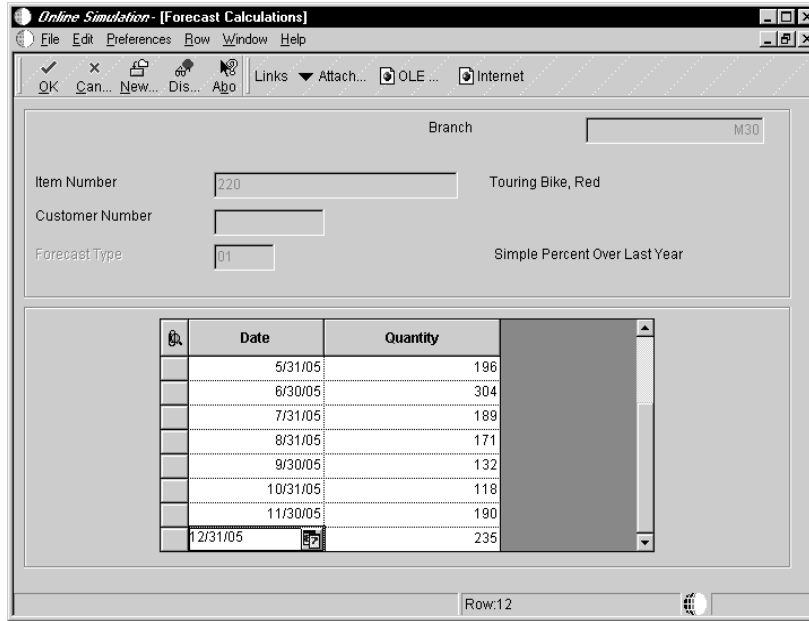 Online Simulation - [Forecast Calculations]
File Edit Preferences Row Window Help
OK Can... New... Dis... Abo Links Attach... OLE ... Internet
Branch M30
Item Number 220 Touring Bike, Red
Customer Number
Forecast Type 01 Simple Percent Over Last Year
Date Quantity
5/31/05 196
6/30/05 304
7/31/05 189
8/31/05 171
9/30/05 132
10/31/05 118
11/30/05 190
12/31/05 235
Row:12